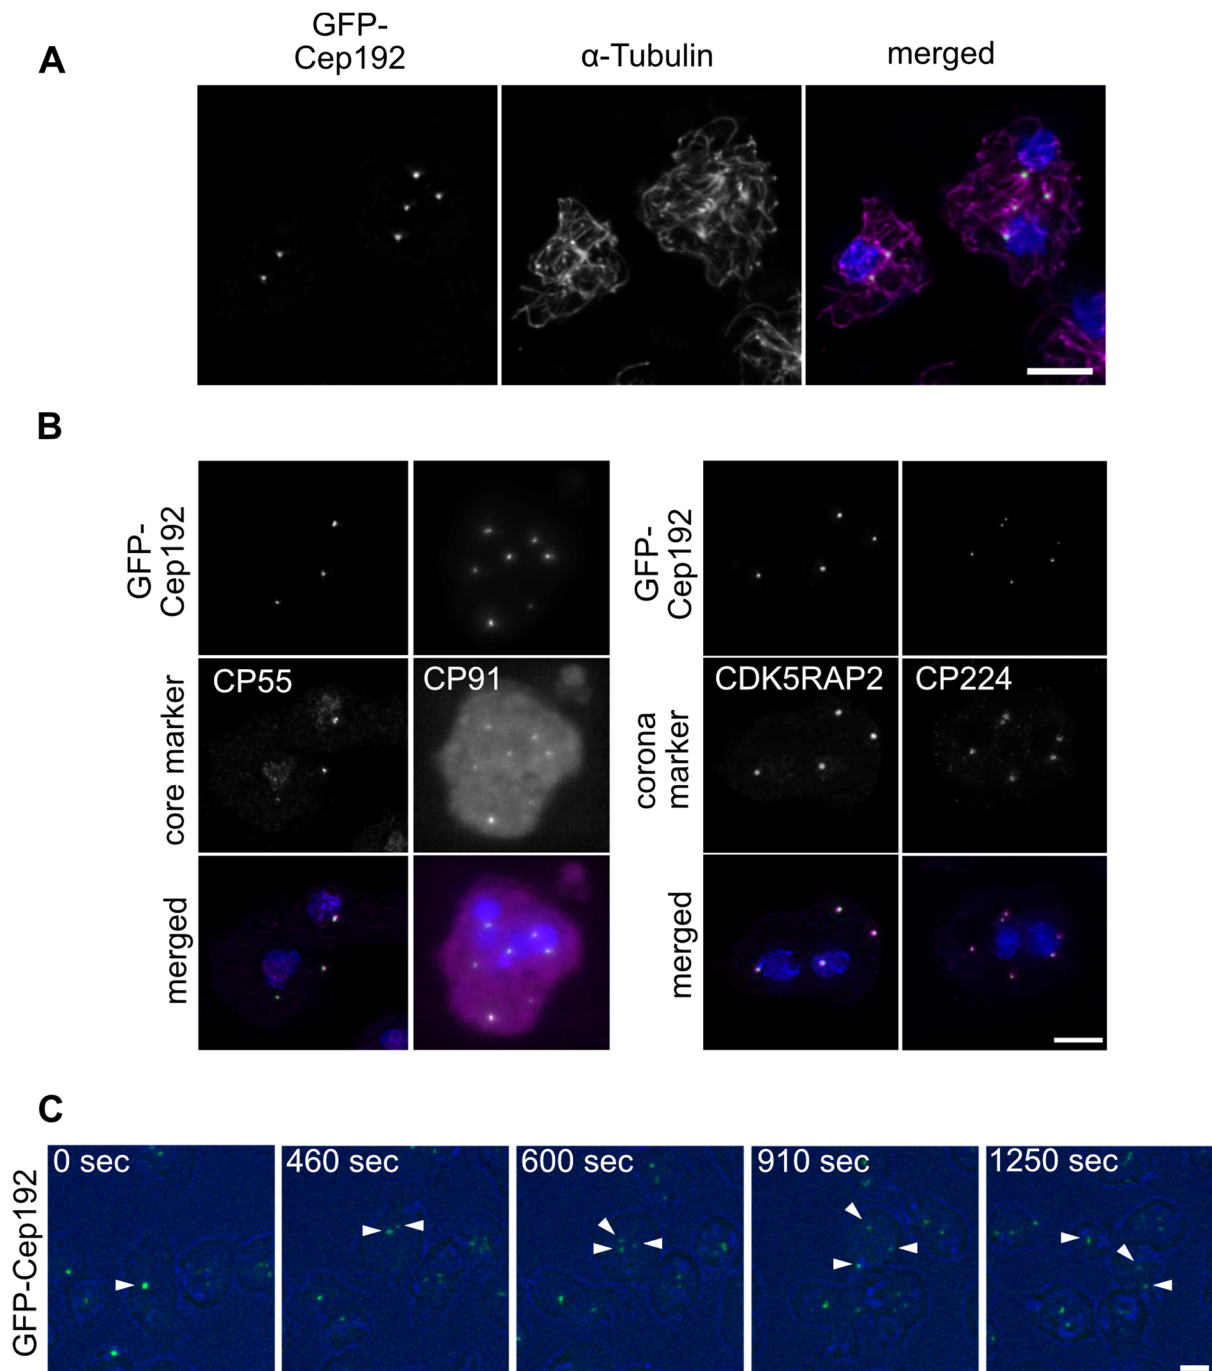 A
GFP-
Cep192
α-Tubulin
merged
B
GFP-
Cep192
GFP-
Cep192
core marker
CP55
CP91
corona
marker
CDK5RAP2
CP224
merged
merged
C
GFP-Cep192
0 sec
460 sec
600 sec
910 sec
1250 sec